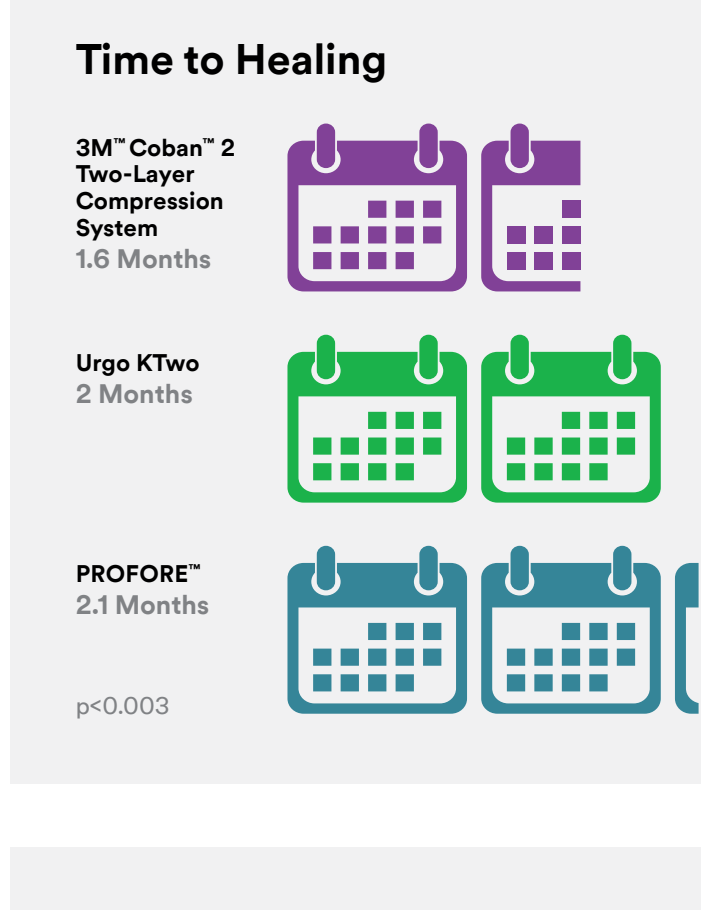 Time to Healing
3M™ Coban™ 2
Two-Layer
Compression
System
1.6 Months
Urgo KTwo
2 Months
PROFORE™
2.1 Months
p<0.003